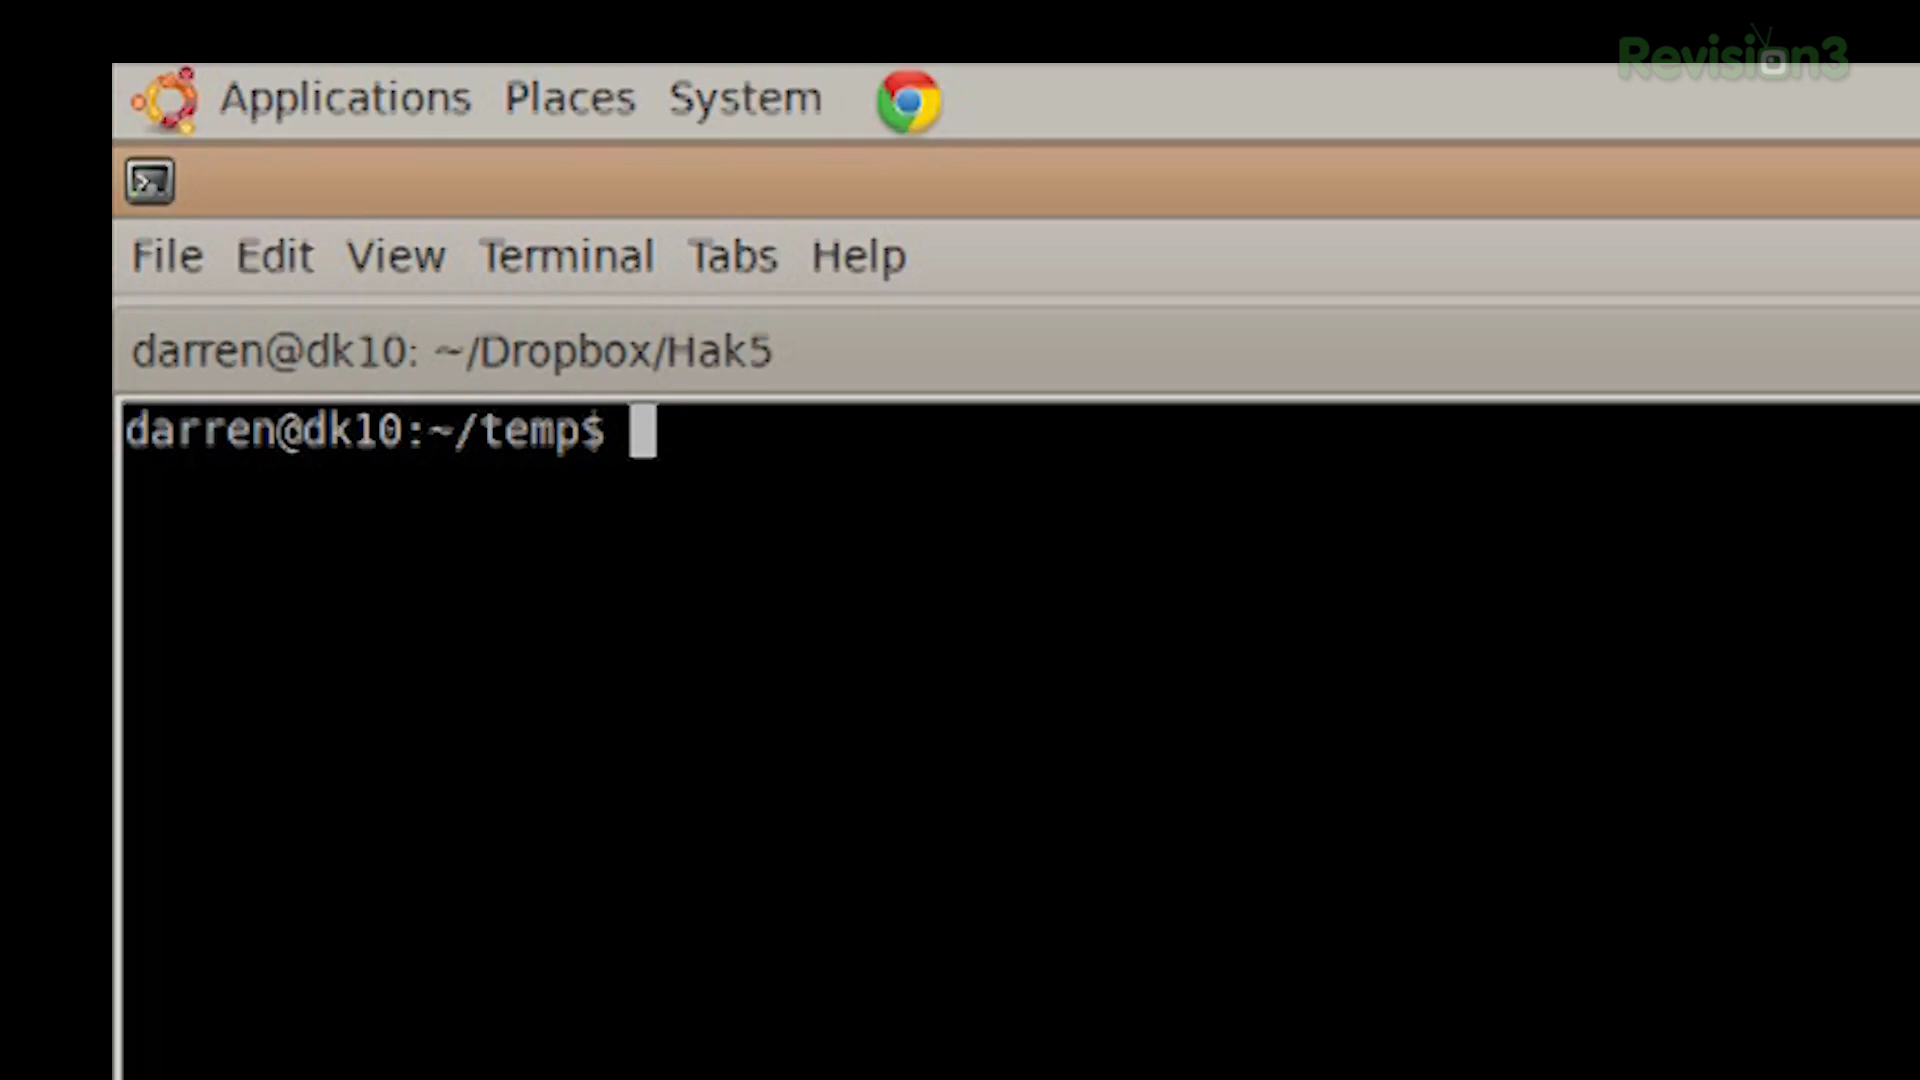 Revision3
Applications Places System
File Edit View Terminal Tabs Help
darren@dk10: ~/Dropbox/Hak5
darren@dk10:~/temp$